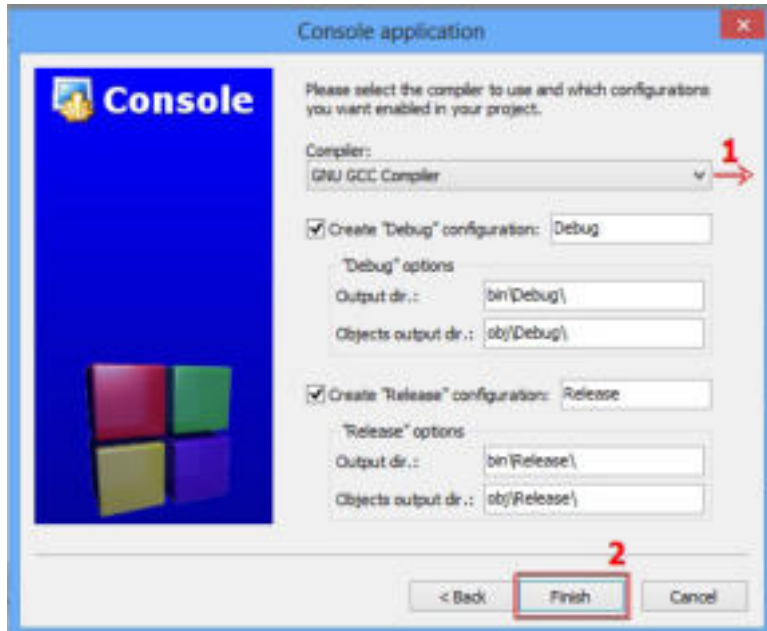 Console application
Console
Please select the compiler to use and which configurations
you want enabled in your project.
Compiler:
1
GNU GCC Compiler
Create "Debug" configuration: Debug
"Debug" options
Output dir.: bin\Debug\
Objects output dir.: obj\Debug\
Create "Release" configuration: Release
"Release" options
Output dir.: bin\Release\
Objects output dir.: obj\Release\
2
< Back Finish Cancel